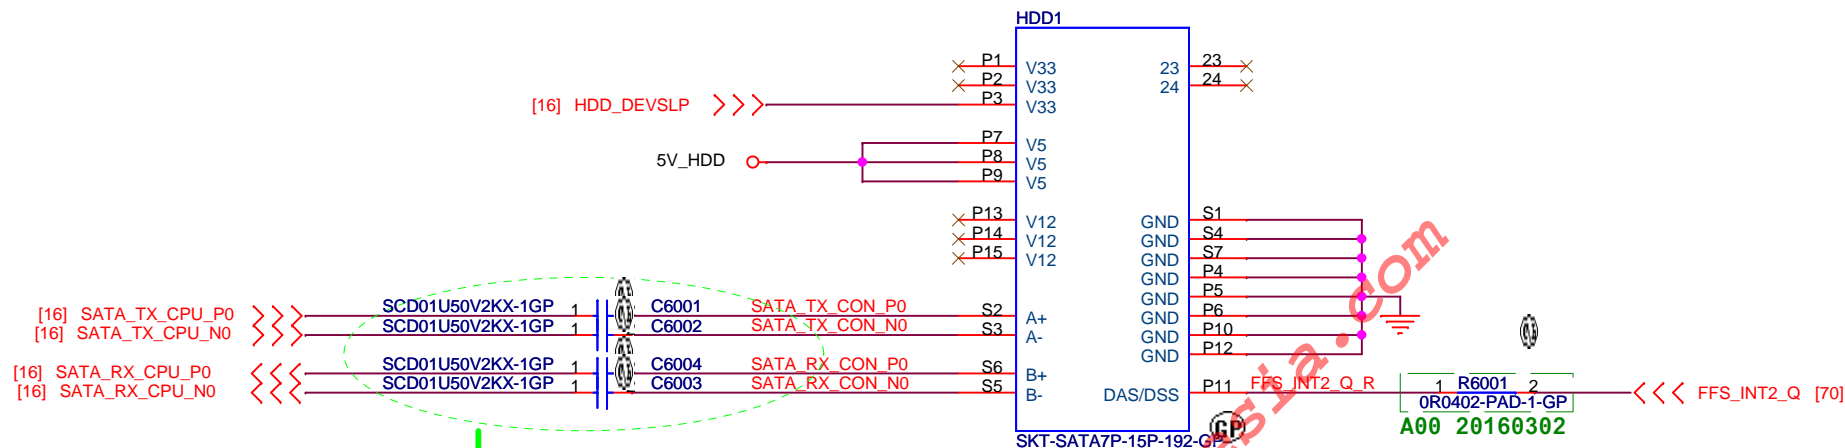 HDD1
P1 V33 23 23
P2 V33 24 24
[16] HDD_DEVSLP P3 V33
P7 V5
5V_HDD P8 V5
P9 V5
P13 V12 GND S1
P14 V12 GND S4
P15 V12 GND S7
GND P4
GND P5
[16] SATA_TX_CPU_P0 SCD01U50V2KX-1GP 1 C6001 SATA_TX_CON_P0 S2 A+ GND P6
[16] SATA_TX_CPU_N0 SCD01U50V2KX-1GP 1 C6002 SATA_TX_CON_N0 S3 A- GND P10
GND P12
[16] SATA_RX_CPU_P0 SCD01U50V2KX-1GP 1 C6004 SATA_RX_CON_P0 S6 B+
[16] SATA_RX_CPU_N0 SCD01U50V2KX-1GP 1 C6003 SATA_RX_CON_N0 S5 B- DAS/DSS P11 FFS_INT2_Q_R 1 R6001 2 FFS_INT2_Q [70]
0R0402-PAD-1-GP
A00 20160302
SKT-SATA7P-15P-192-GP
GP
sia.com